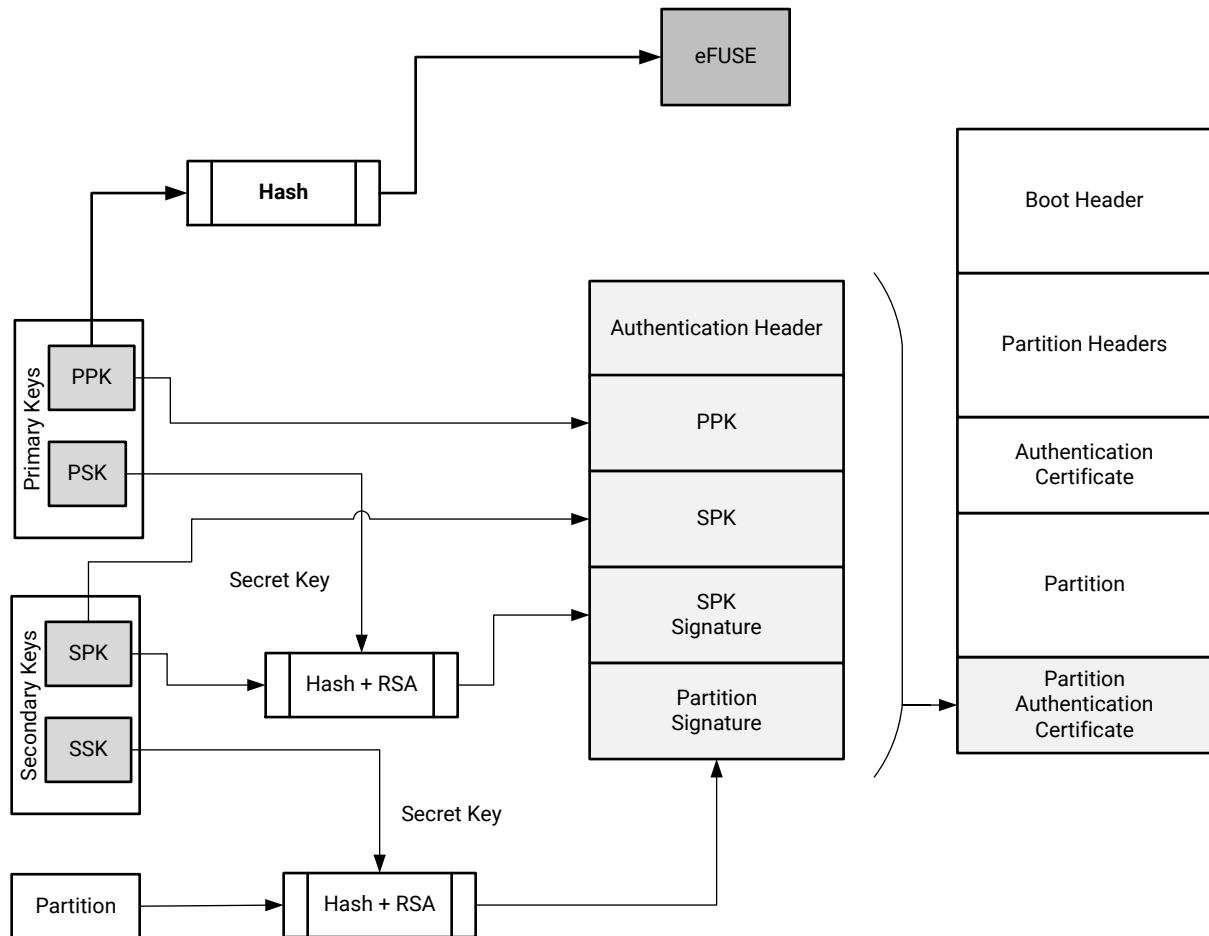 eFUSE
Hash
Boot Header
Partition Headers
Authentication
Certificate
Partition
Partition
Authentication
Certificate
Primary Keys
PPK
PSK
Secret Key
Secondary Keys
SPK
SSK
Hash + RSA
Secret Key
Partition
Hash + RSA
Authentication Header
PPK
SPK
SPK
Signature
Partition
Signature